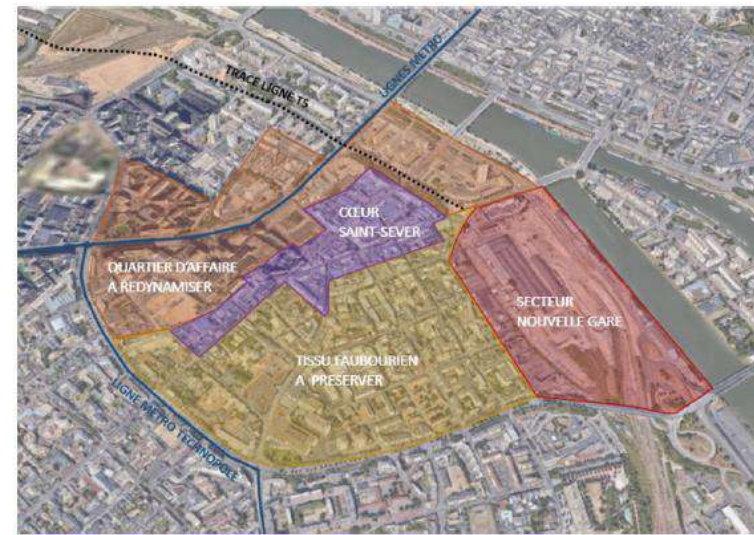 TRACE LIGNE T5
LIGNES METRO
CŒUR
SAINT-SEVER
QUARTIER D'AFFAIRE
A REDYNAMISER
SECTEUR
NOUVELLE GARE
TISSU FAUBOURIEN
A PRESERVER
LIGNE METRO TECHNOPOLE